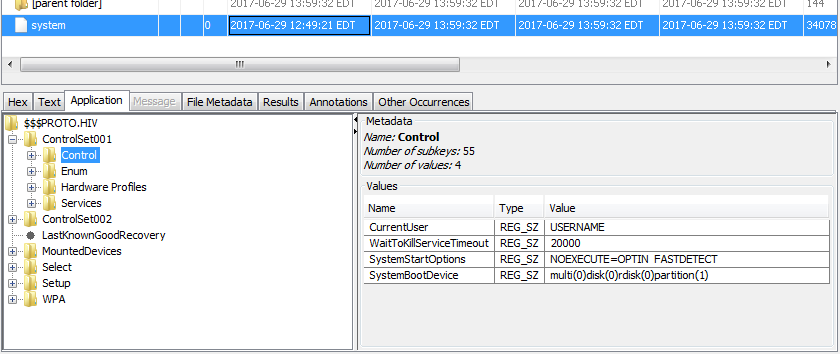 [parent folder] 2017-06-29 13:59:32 EDT 2017-06-29 13:59:32 EDT 2017-06-29 13:59:32 EDT 2017-06-29 13:59:32 EDT 144
system 0 2017-06-29 12:49:21 EDT 2017-06-29 13:59:32 EDT 2017-06-29 13:59:32 EDT 2017-06-29 13:59:32 EDT 34078
Hex Text Application Message File Metadata Results Annotations Other Occurrences
$$$PROTO.HIV
ControlSet001
Control
Enum
Hardware Profiles
Services
ControlSet002
LastKnownGoodRecovery
MountedDevices
Select
Setup
WPA
Metadata
Name: Control
Number of subkeys: 55
Number of values: 4
Values
Name Type Value
CurrentUser REG_SZ USERNAME
WaitToKillServiceTimeout REG_SZ 20000
SystemStartOptions REG_SZ NOEXECUTE=OPTIN FASTDETECT
SystemBootDevice REG_SZ multi(0)disk(0)rdisk(0)partition(1)